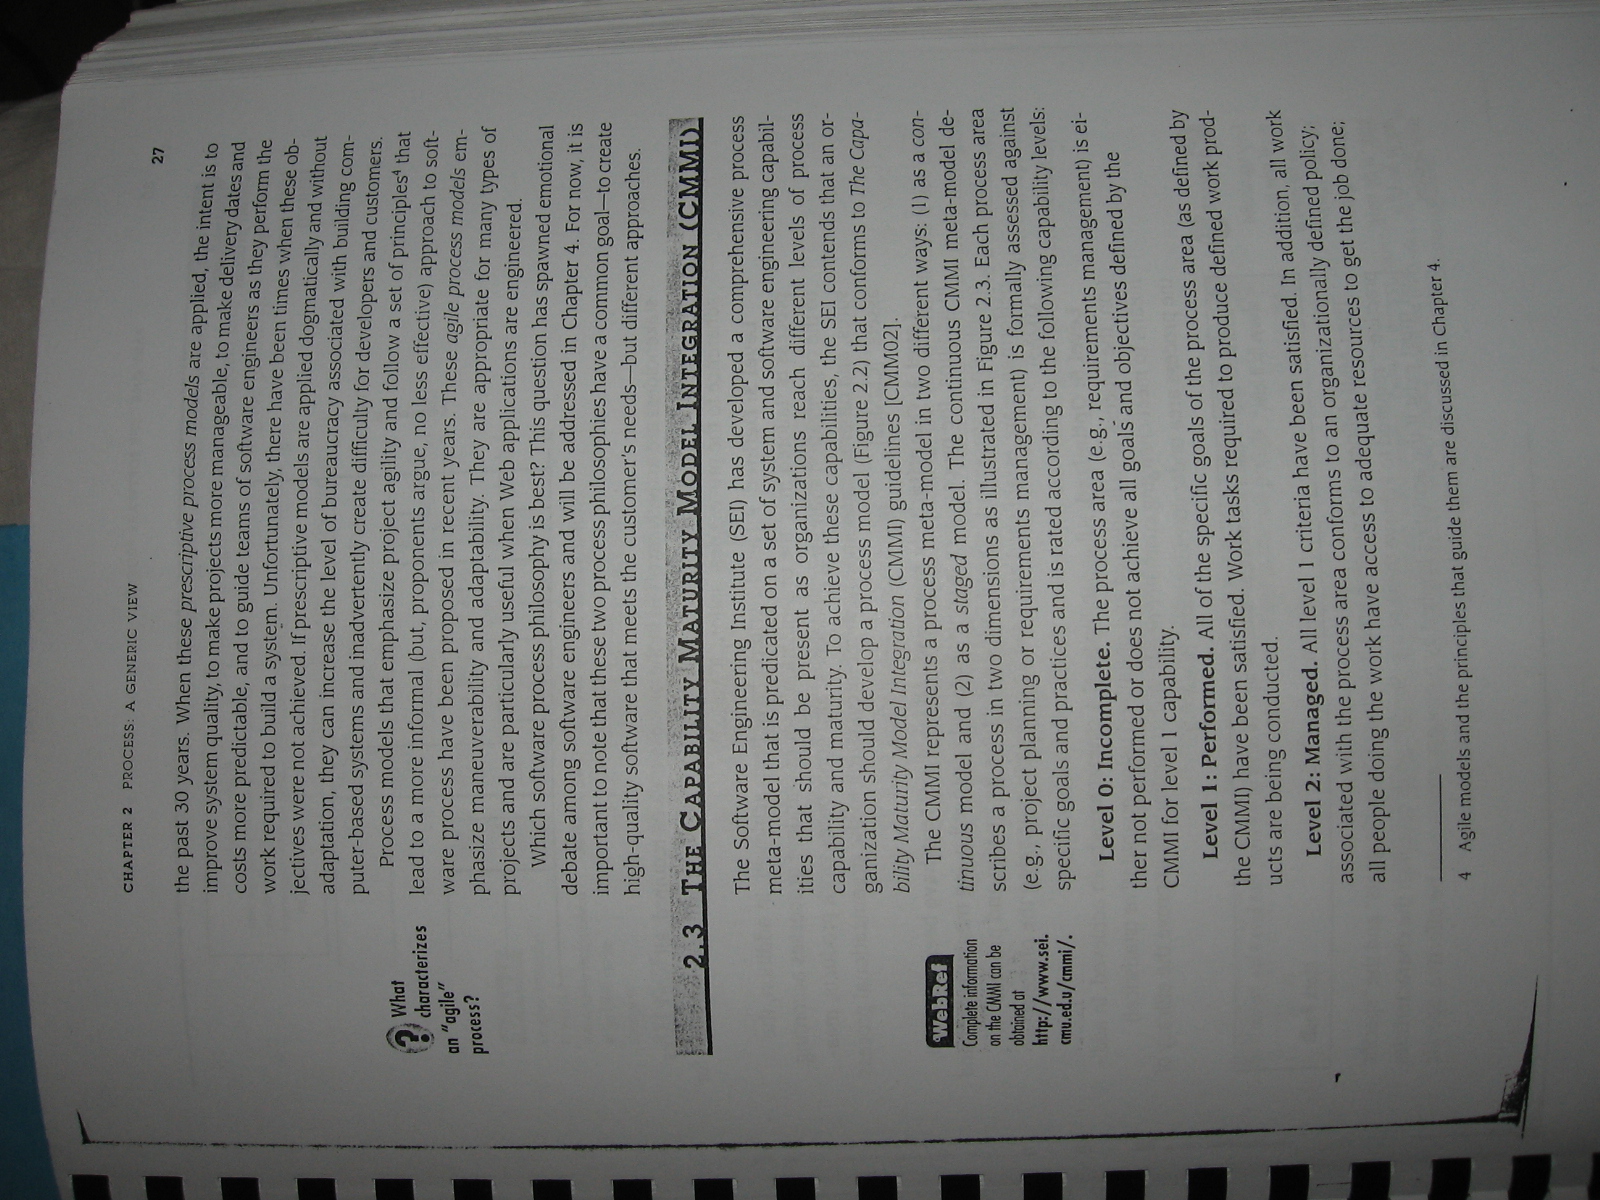 CHAPTER 2 PROCESS: A GENERIC VIEW
27
the past 30 years. When these prescriptive process models are applied, the intent is to
improve system quality, to make projects more manageable, to make delivery dates and
costs more predictable, and to guide teams of software engineers as they perform the
work required to build a system. Unfortunately, there have been times when these ob-
jectives were not achieved. If prescriptive models are applied dogmatically and without
adaptation, they can increase the level of bureaucracy associated with building com-
puter-based systems and inadvertently create difficulty for developers and customers.
? What
characterizes
an "agile"
process?
Process models that emphasize project agility and follow a set of principles⁴ that
lead to a more informal (but, proponents argue, no less effective) approach to soft-
ware process have been proposed in recent years. These agile process models em-
phasize maneuverability and adaptability. They are appropriate for many types of
projects and are particularly useful when Web applications are engineered.
Which software process philosophy is best? This question has spawned emotional
debate among software engineers and will be addressed in Chapter 4. For now, it is
important to note that these two process philosophies have a common goal—to create
high-quality software that meets the customer's needs—but different approaches.
2.3 THE CAPABILITY MATURITY MODEL INTEGRATION (CMMI)
The Software Engineering Institute (SEI) has developed a comprehensive process
meta-model that is predicated on a set of system and software engineering capabil-
ities that should be present as organizations reach different levels of process
capability and maturity. To achieve these capabilities, the SEI contends that an or-
ganization should develop a process model (Figure 2.2) that conforms to The Capa-
bility Maturity Model Integration (CMMI) guidelines [CMM02].
WebRef
Complete information
on the CMMI can be
obtained at
http://www.sei.
cmu.ed.u/cmmi/.
The CMMI represents a process meta-model in two different ways: (1) as a con-
tinuous model and (2) as a staged model. The continuous CMMI meta-model de-
scribes a process in two dimensions as illustrated in Figure 2.3. Each process area
(e.g., project planning or requirements management) is formally assessed against
specific goals and practices and is rated according to the following capability levels:
Level 0: Incomplete. The process area (e.g., requirements management) is ei-
ther not performed or does not achieve all goals and objectives defined by the
CMMI for level 1 capability.
Level 1: Performed. All of the specific goals of the process area (as defined by
the CMMI) have been satisfied. Work tasks required to produce defined work prod-
ucts are being conducted.
Level 2: Managed. All level 1 criteria have been satisfied. In addition, all work
associated with the process area conforms to an organizationally defined policy;
all people doing the work have access to adequate resources to get the job done;
4 Agile models and the principles that guide them are discussed in Chapter 4.